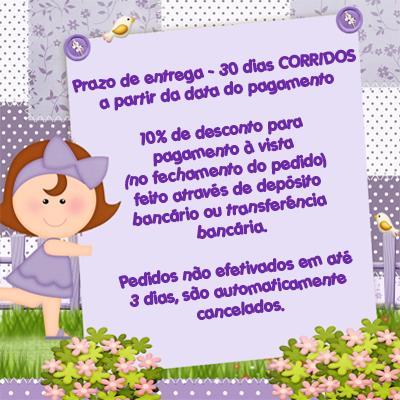 Prazo de entrega - 30 dias CORRIDOS
a partir da data do pagamento
10% de desconto para
pagamento à vista
(no fechamento do pedido)
feito através de depósito
bancário ou transferência
bancária.
Pedidos não efetivados em até
3 dias, são automaticamente
cancelados.